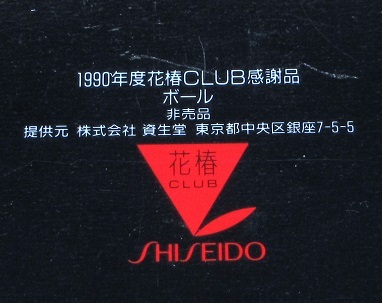 1990年度花椿CLUB感謝品
ボール
非売品
提供元 株式会社 資生堂 東京都中央区銀座7-5-5
花椿
CLUB
SHISEIDO